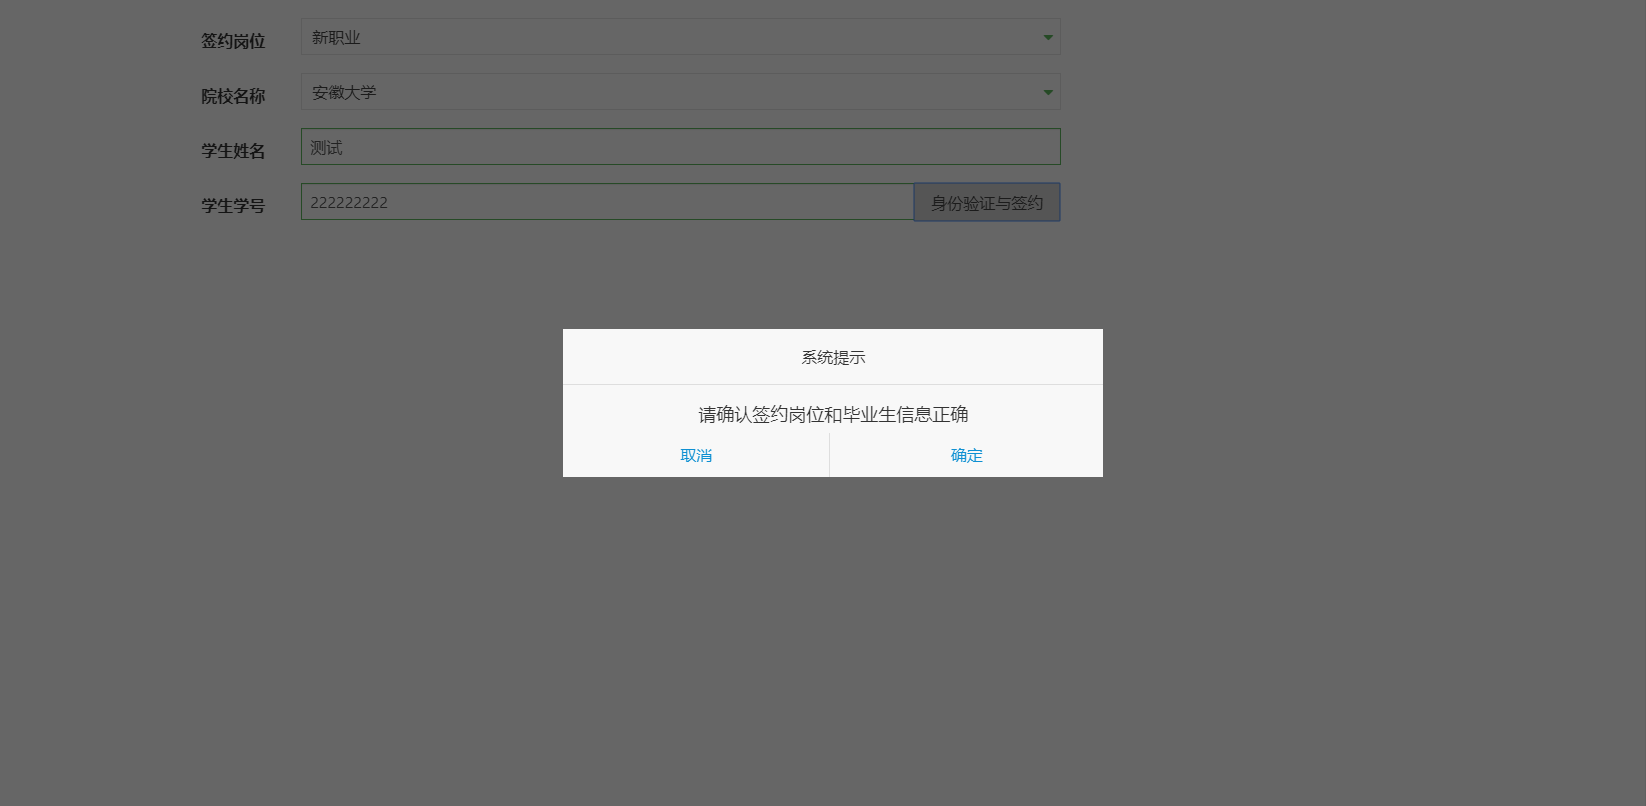 签约岗位 新职业
院校名称 安徽大学
学生姓名 测试
学生学号 222222222 身份验证与签约
系统提示
请确认签约岗位和毕业生信息正确
取消 确定